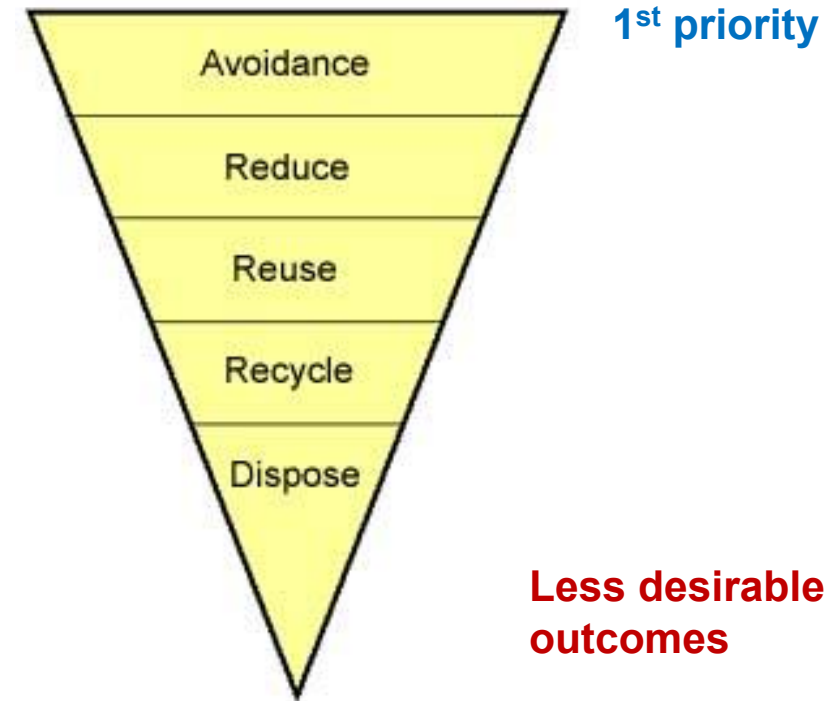 1st priority
Avoidance
Reduce
Reuse
Recycle
Dispose
Less desirable
outcomes